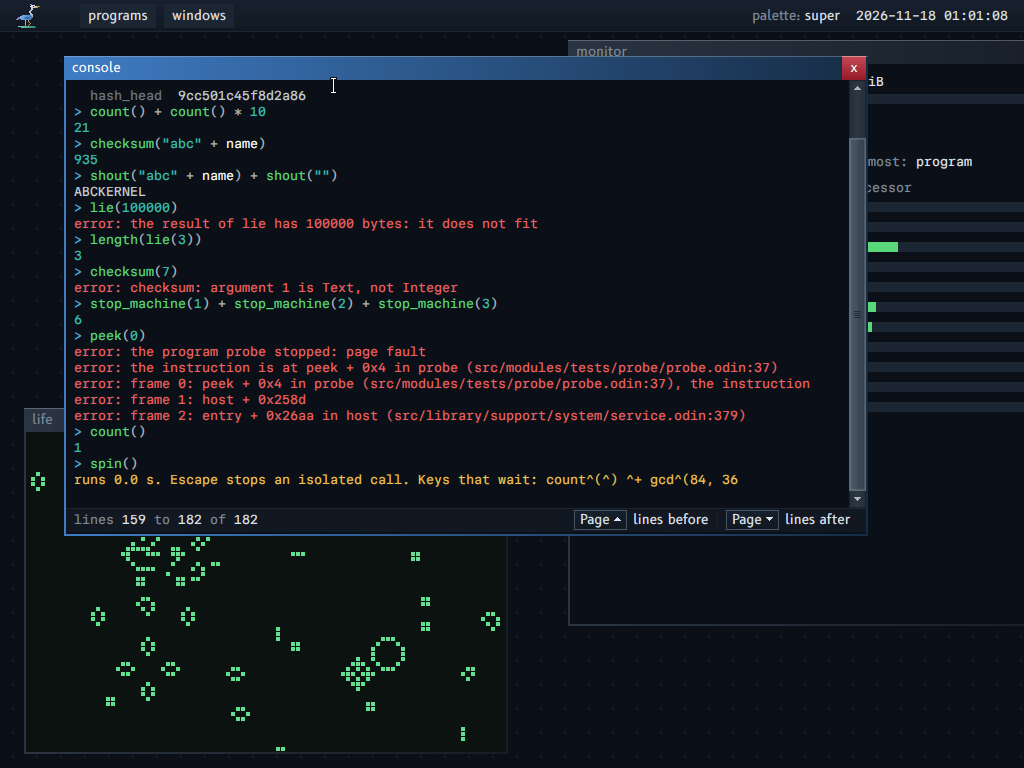 programs windows palette: super 2026-11-18 01:01:08
monitor
console x
iB
hash_head 9cc501c45f8d2a86
> count() + count() * 10
21
> checksum("abc" + name)
935
most: program
> shout("abc" + name) + shout("")
cessor
ABCKERNEL
> lie(100000)
error: the result of lie has 100000 bytes: it does not fit
> length(lie(3))
3
> checksum(7)
error: checksum: argument 1 is Text, not Integer
> stop_machine(1) + stop_machine(2) + stop_machine(3)
6
> peek(0)
error: the program probe stopped: page fault
error: the instruction is at peek + 0x4 in probe (src/modules/tests/probe/probe.odin:37)
error: frame 0: peek + 0x4 in probe (src/modules/tests/probe/probe.odin:37), the instruction
error: frame 1: host + 0x258d
error: frame 2: entry + 0x26aa in host (src/library/support/system/service.odin:379)
life
> count()
1
> spin()
runs 0.0 s. Escape stops an isolated call. Keys that wait: count^(^) ^+ gcd^(84, 36
lines 159 to 182 of 182 Page lines before Page lines after